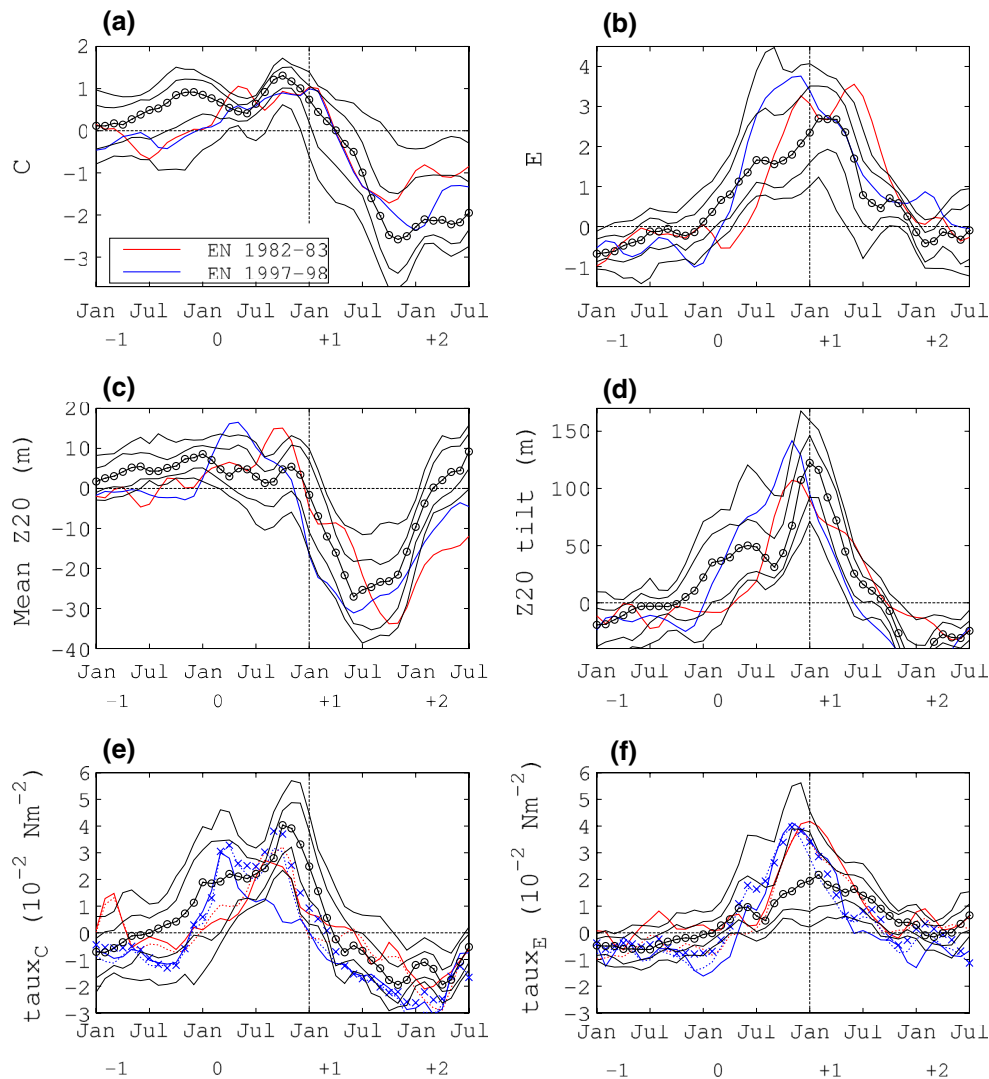 (a)
2
1
0
-1
-2
-3
C
EN 1982-83
EN 1997-98
Jan Jul Jan Jul Jan Jul Jan Jul
-1 0 +1 +2
(b)
4
3
2
1
0
-1
E
Jan Jul Jan Jul Jan Jul Jan Jul
-1 0 +1 +2
(c)
20
10
0
-10
-20
-30
-40
Mean Z20 (m)
Jan Jul Jan Jul Jan Jul Jan Jul
-1 0 +1 +2
(d)
150
100
50
0
Z20 tilt (m)
Jan Jul Jan Jul Jan Jul Jan Jul
-1 0 +1 +2
(e)
6
5
4
3
2
1
0
-1
-2
-3
taux_C (10^-2 Nm^-2)
Jan Jul Jan Jul Jan Jul Jan Jul
-1 0 +1 +2
(f)
6
5
4
3
2
1
0
-1
-2
-3
taux_E (10^-2 Nm^-2)
Jan Jul Jan Jul Jan Jul Jan Jul
-1 0 +1 +2